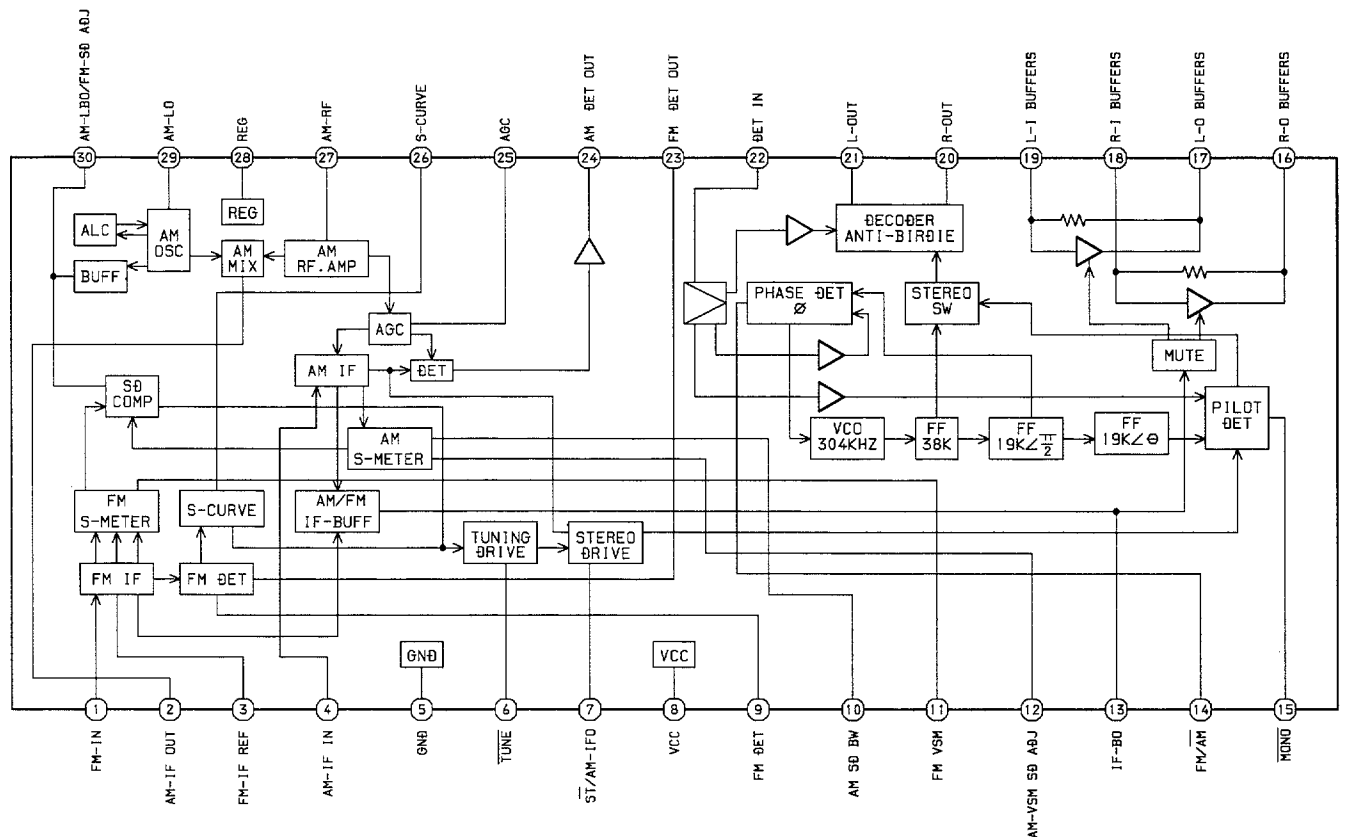 AM-LBO/FM-SD ADJ
AM-LO
REG
AM-RF
S-CURVE
AGC
AM DET OUT
FM DET OUT
DET IN
L-OUT
R-OUT
L-I BUFFERS
R-I BUFFERS
L-O BUFFERS
R-O BUFFERS
30
29
28
27
26
25
24
23
22
21
20
19
18
17
16
REG
ALC
AM
OSC
DECODER
ANTI-BIRDIE
AM
MIX
AM
RF.AMP
BUFF
PHASE DET
Ø
STEREO
SW
AGC
MUTE
AM IF
DET
SD
COMP
PILOT
DET
VCO
304KHZ
FF
38K
FF
19K∠π/2
FF
19K∠θ
AM
S-METER
FM
S-METER
S-CURVE
AM/FM
IF-BUFF
TUNING
DRIVE
STEREO
DRIVE
FM IF
FM DET
GND
VCC
1
2
3
4
5
6
7
8
9
10
11
12
13
14
15
FM-IN
AM-IF OUT
FM-IF REF
AM-IF IN
GND
T̅U̅N̅E̅
S̅T̅/AM-IFO
VCC
FM DET
AM SD BW
FM VSM
AM-VSM SD ADJ
IF-BO
FM/A̅M̅
M̅O̅N̅O̅